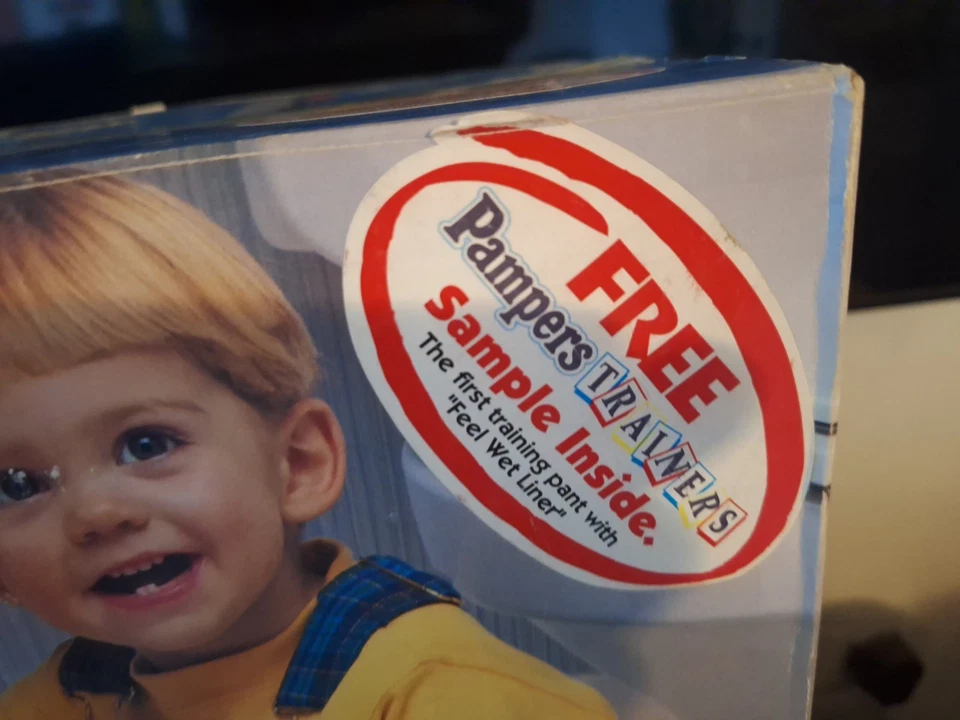 FREE
Pampers TRAINERS
Sample Inside.
The first training pant with
"Feel Wet Liner"